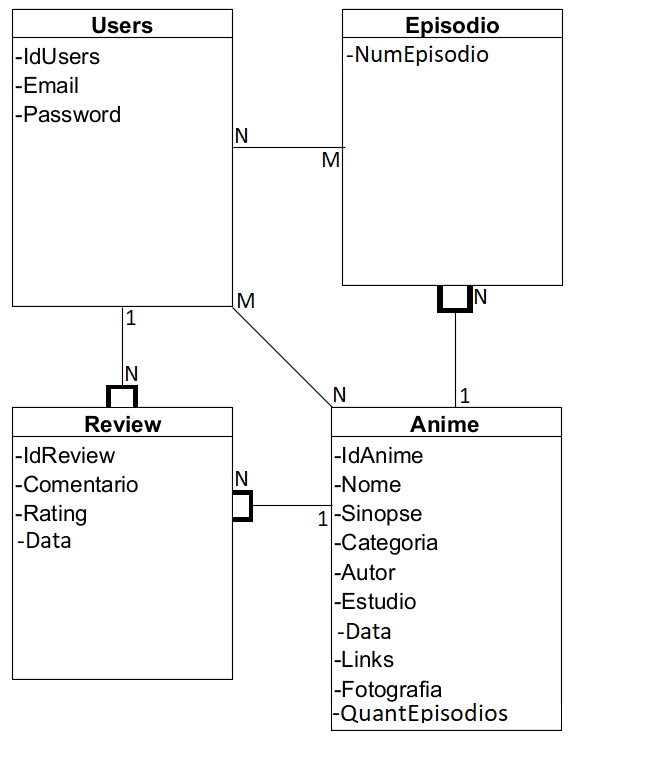 Users
-IdUsers
-Email
-Password
Episodio
-NumEpisodio
N
M
M
N
1
N
N
1
Review
-IdReview
-Comentario
-Rating
-Data
N
1
Anime
-IdAnime
-Nome
-Sinopse
-Categoria
-Autor
-Estudio
-Data
-Links
-Fotografia
-QuantEpisodios